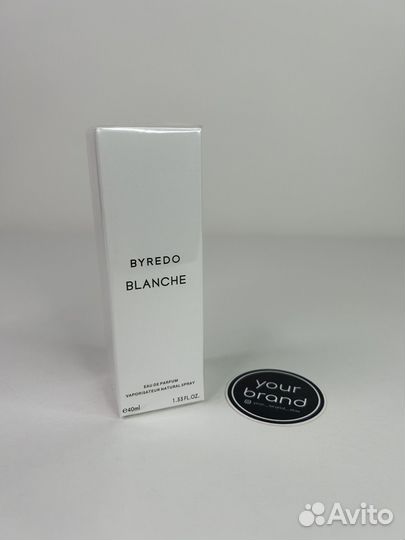 BYREDO
BLANCHE
EAU DE PARFUM
VAPORISATEUR NATURAL SPRAY
e40ml 1.33 FL.OZ.
your
brand
Avito